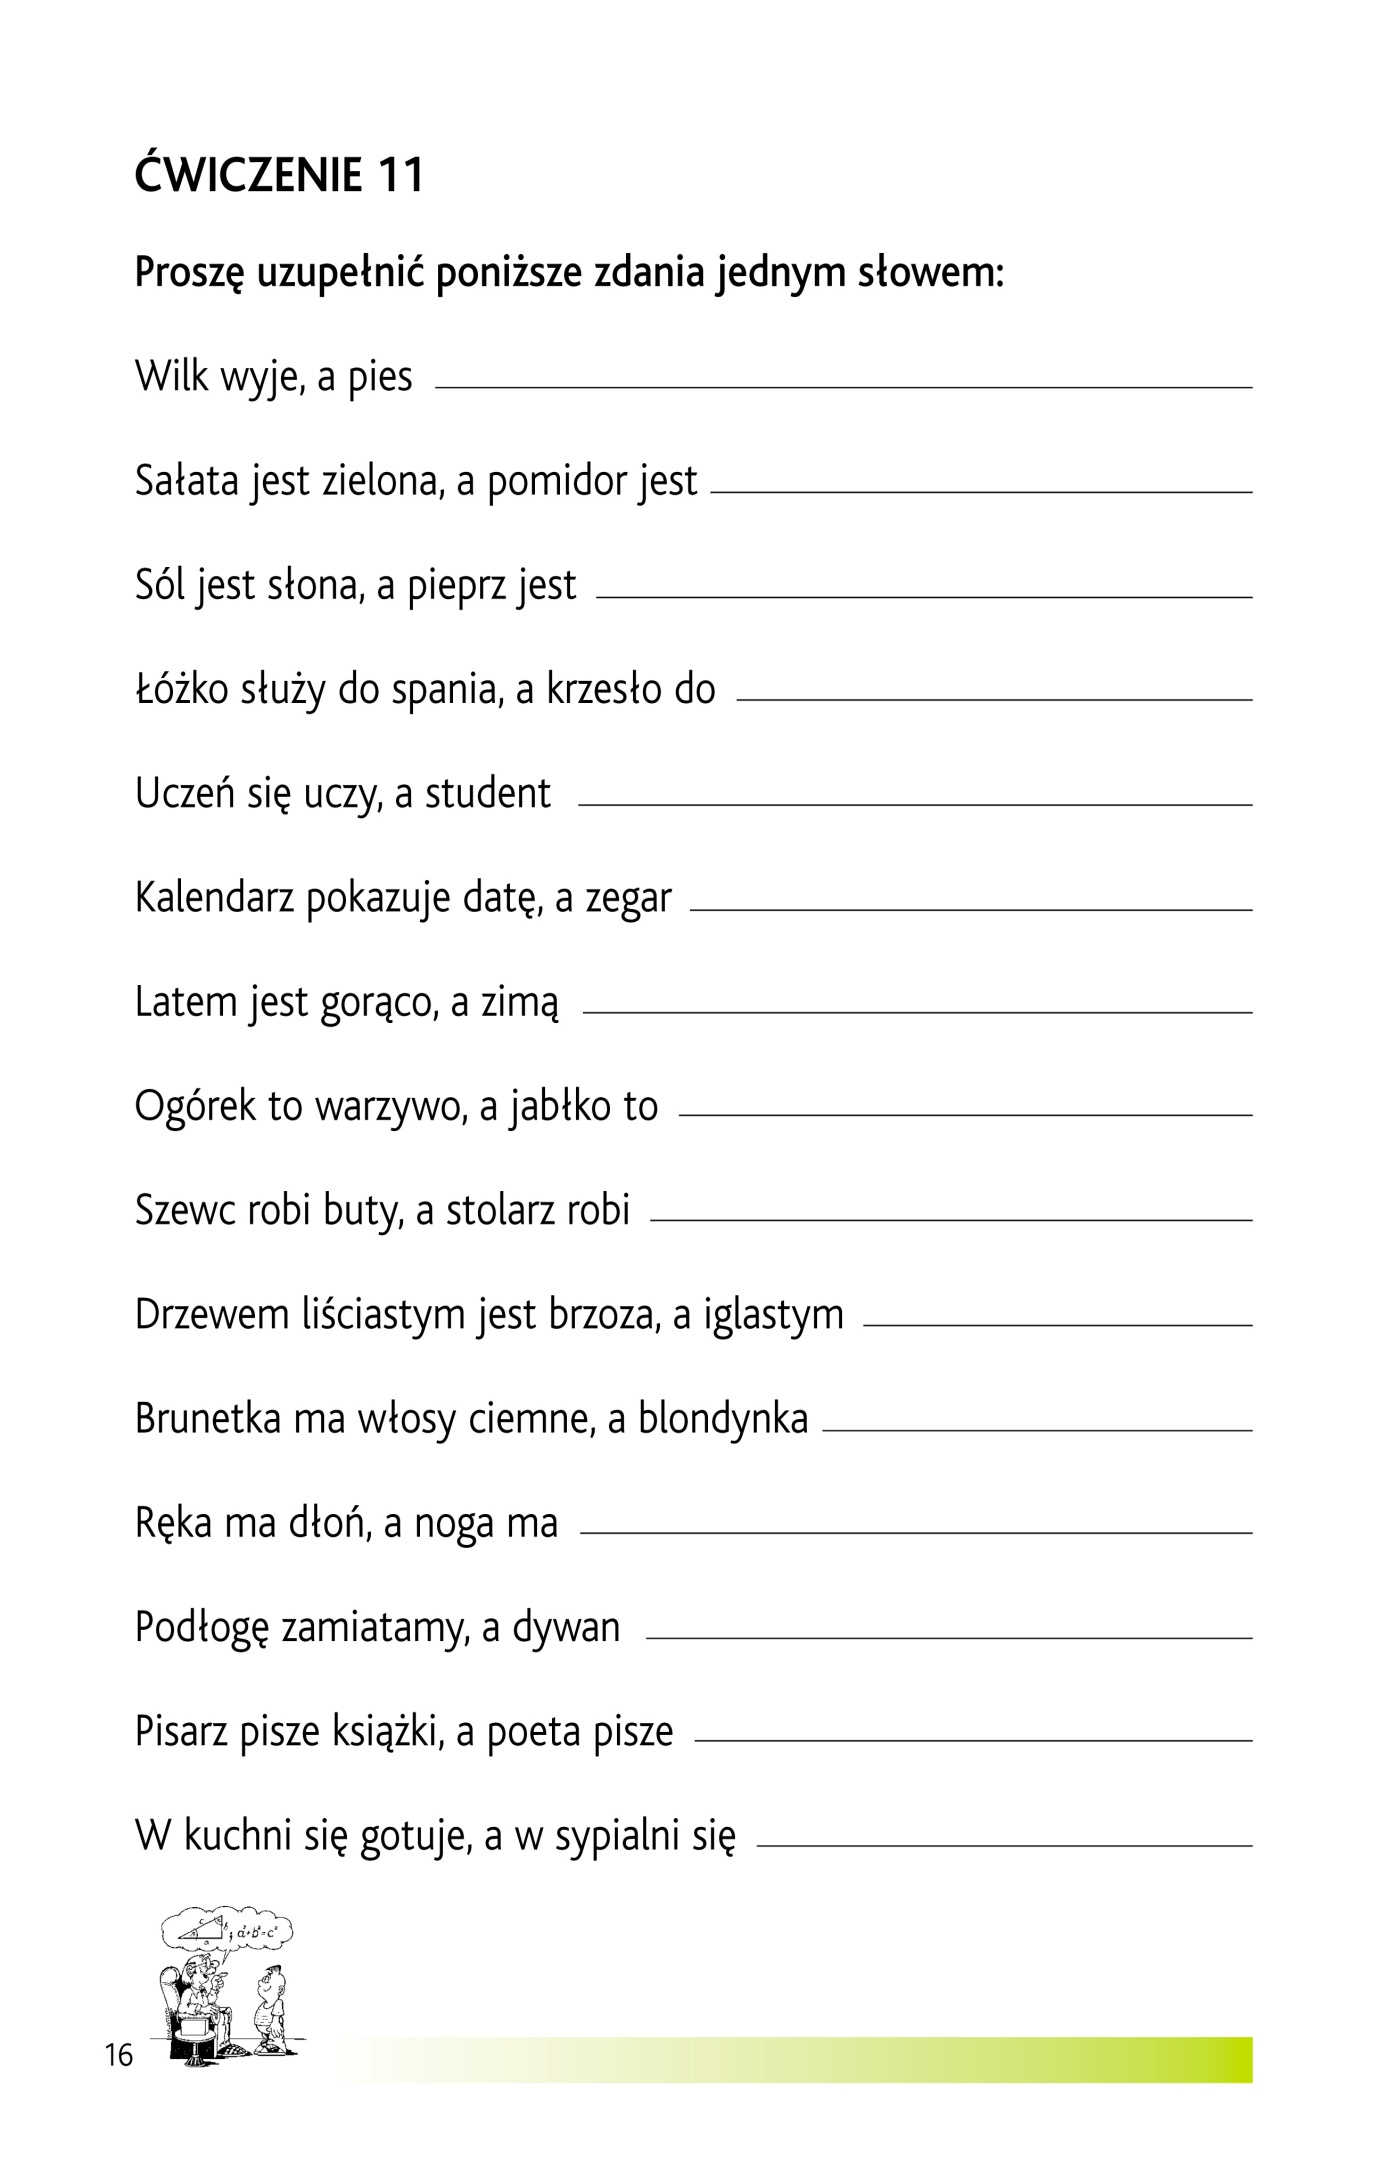 ĆWICZENIE 11
Proszę uzupełnić poniższe zdania jednym słowem:
Wilk wyje, a pies
Sałata jest zielona, a pomidor jest
Sól jest słona, a pieprz jest
Łóżko służy do spania, a krzesło do
Uczeń się uczy, a student
Kalendarz pokazuje datę, a zegar
Latem jest gorąco, a zimą
Ogórek to warzywo, a jabłko to
Szewc robi buty, a stolarz robi
Drzewem liściastym jest brzoza, a iglastym
Brunetka ma włosy ciemne, a blondynka
Ręka ma dłoń, a noga ma
Podłogę zamiatamy, a dywan
Pisarz pisze książki, a poeta pisze
W kuchni się gotuje, a w sypialni się
c b ; a²+b²=c²
a
16